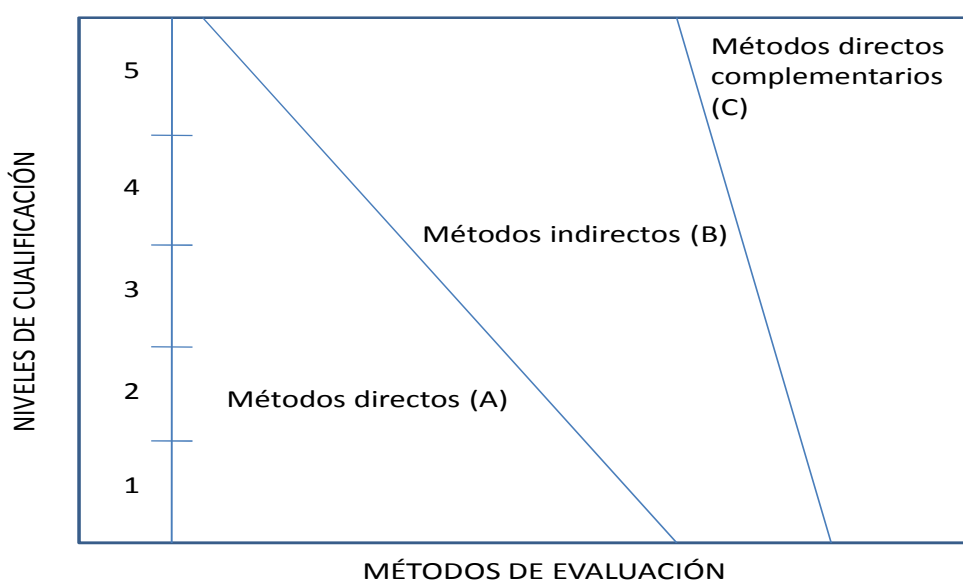 Métodos directos
complementarios
(C)
5
4
Métodos indirectos (B)
3
2
Métodos directos (A)
1
NIVELES DE CUALIFICACIÓN
MÉTODOS DE EVALUACIÓN